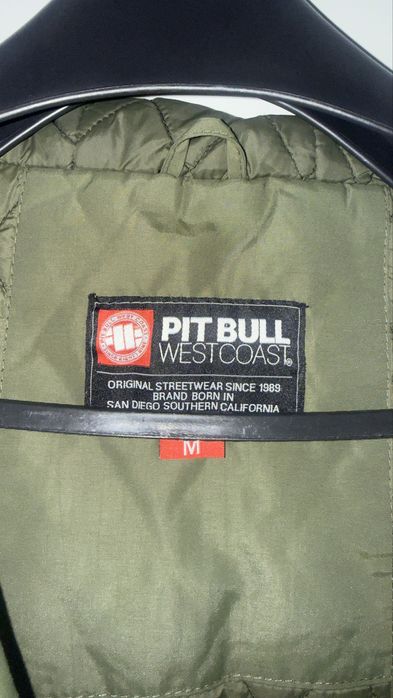 PIT BULL
WESTCOAST®
ORIGINAL STREETWEAR SINCE 1989
BRAND BORN IN
SAN DIEGO SOUTHERN CALIFORNIA
M